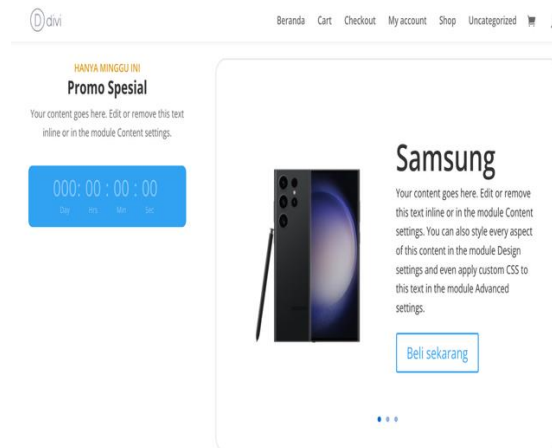 divi
Beranda Cart Checkout My account Shop Uncategorized
HANYA MINGGU INI
Promo Spesial
Your content goes here. Edit or remove this text
inline or in the module Content settings.
000: 00 : 00 : 00
Day Hrs Min Sec
Samsung
Your content goes here. Edit or remove
this text inline or in the module Content
settings. You can also style every aspect
of this content in the module Design
settings and even apply custom CSS to
this text in the module Advanced
settings.
Beli sekarang